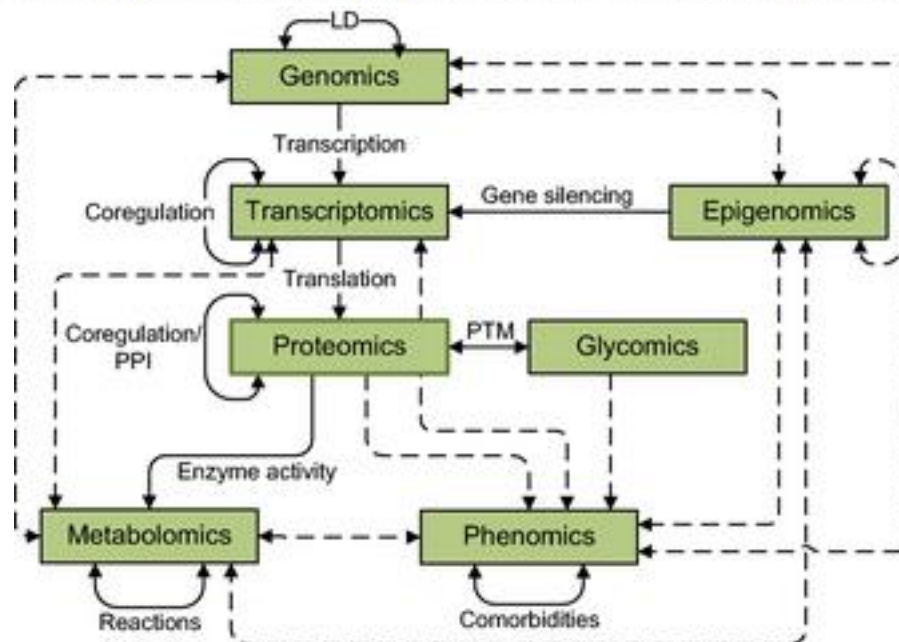 LD
Genomics
Transcription
Coregulation
Transcriptomics
Gene silencing
Epigenomics
Translation
Coregulation/
PPI
Proteomics
PTM
Glycomics
Enzyme activity
Metabolomics
Phenomics
Reactions
Comorbidities